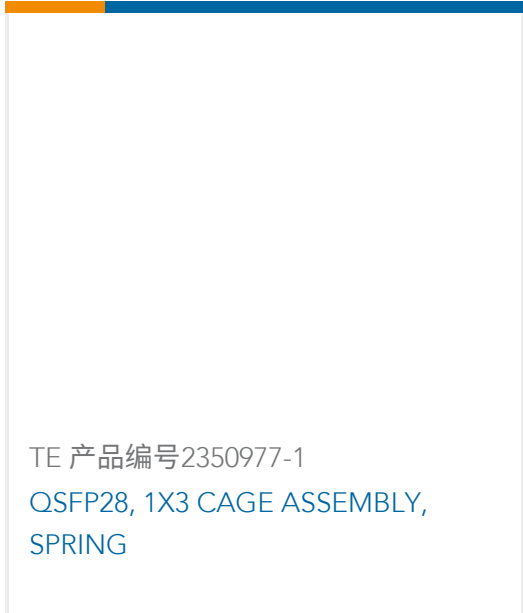 TE 产品编号2350977-1
QSFP28, 1X3 CAGE ASSEMBLY,
SPRING